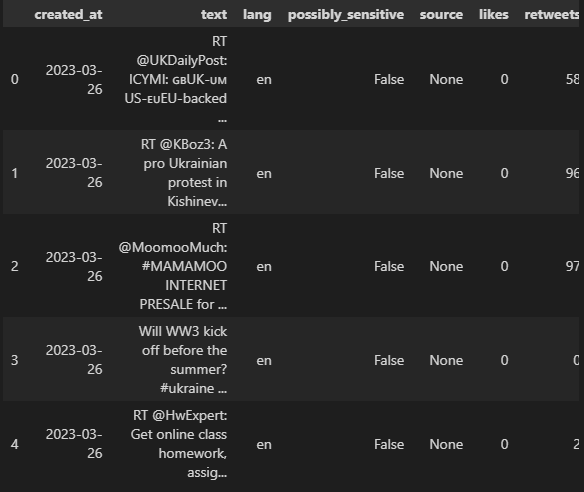 created_at text lang possibly_sensitive source likes retweets
RT
@UKDailyPost:
ICYMI: ɢʙUK-ᴜᴍ
US-ᴇᴜEU-backed
...
0 2023-03-26 en False None 0 58
RT @KBoz3: A
pro Ukrainian
protest in
Kishinev...
1 2023-03-26 en False None 0 96
RT
@MoomooMuch:
#MAMAMOO
INTERNET
PRESALE for ...
2 2023-03-26 en False None 0 97
Will WW3 kick
off before the
summer?
#ukraine ...
3 2023-03-26 en False None 0 0
RT @HwExpert:
Get online class
homework,
assig...
4 2023-03-26 en False None 0 2